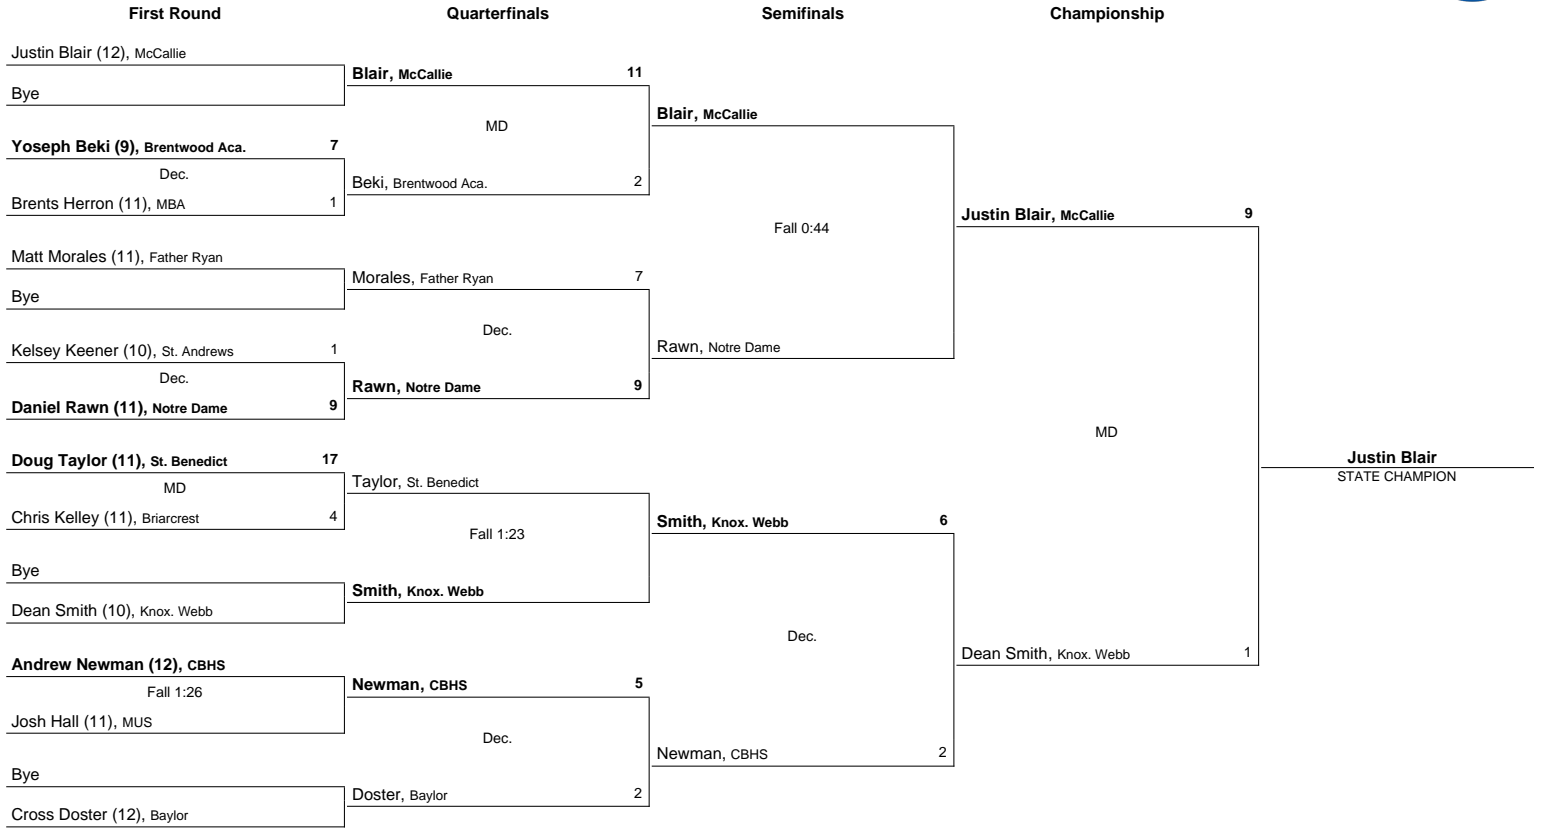 First Round Quarterfinals Semifinals Championship
Justin Blair (12), McCallie
Bye
Yoseph Beki (9), Brentwood Aca. 7
Dec.
Brents Herron (11), MBA 1
Matt Morales (11), Father Ryan
Bye
Kelsey Keener (10), St. Andrews 1
Dec.
Daniel Rawn (11), Notre Dame 9
Doug Taylor (11), St. Benedict 17
MD
Chris Kelley (11), Briarcrest 4
Bye
Dean Smith (10), Knox. Webb
Andrew Newman (12), CBHS
Fall 1:26
Josh Hall (11), MUS
Bye
Cross Doster (12), Baylor
Blair, McCallie 11
MD
Beki, Brentwood Aca. 2
Morales, Father Ryan 7
Dec.
Rawn, Notre Dame 9
Taylor, St. Benedict
Fall 1:23
Smith, Knox. Webb
Newman, CBHS 5
Dec.
Doster, Baylor 2
Blair, McCallie
Fall 0:44
Rawn, Notre Dame
Smith, Knox. Webb 6
Dec.
Newman, CBHS 2
Justin Blair, McCallie 9
MD
Dean Smith, Knox. Webb 1
Justin Blair
STATE CHAMPION